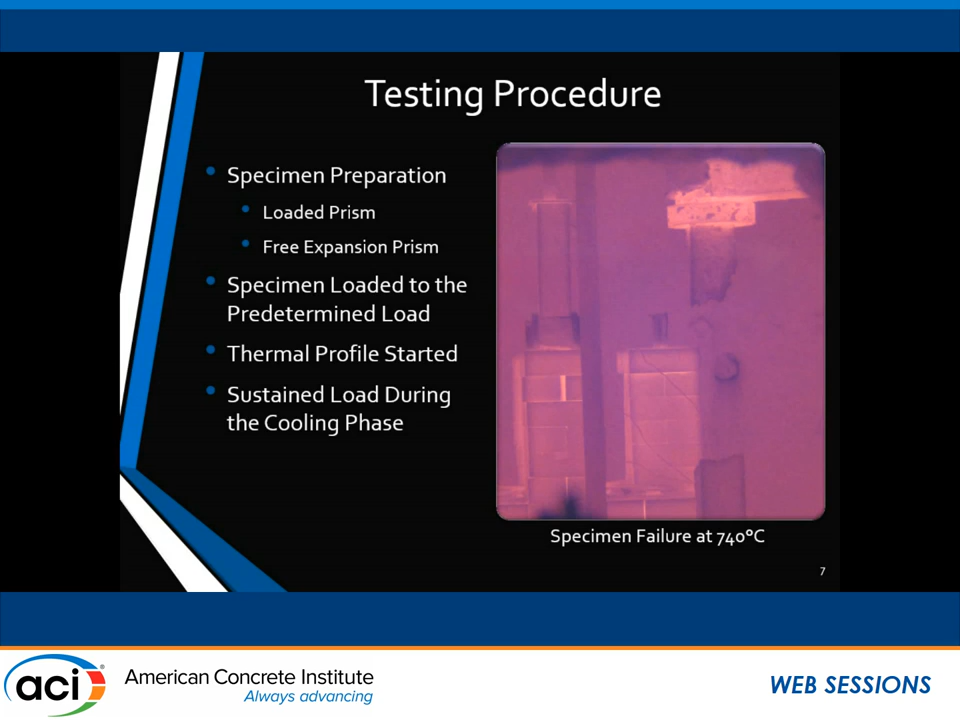 Testing Procedure
Specimen Preparation
Loaded Prism
Free Expansion Prism
Specimen Loaded to the
Predetermined Load
Thermal Profile Started
Sustained Load During
the Cooling Phase
Specimen Failure at 740°C
7
aci®
American Concrete Institute
Always advancing
WEB SESSIONS